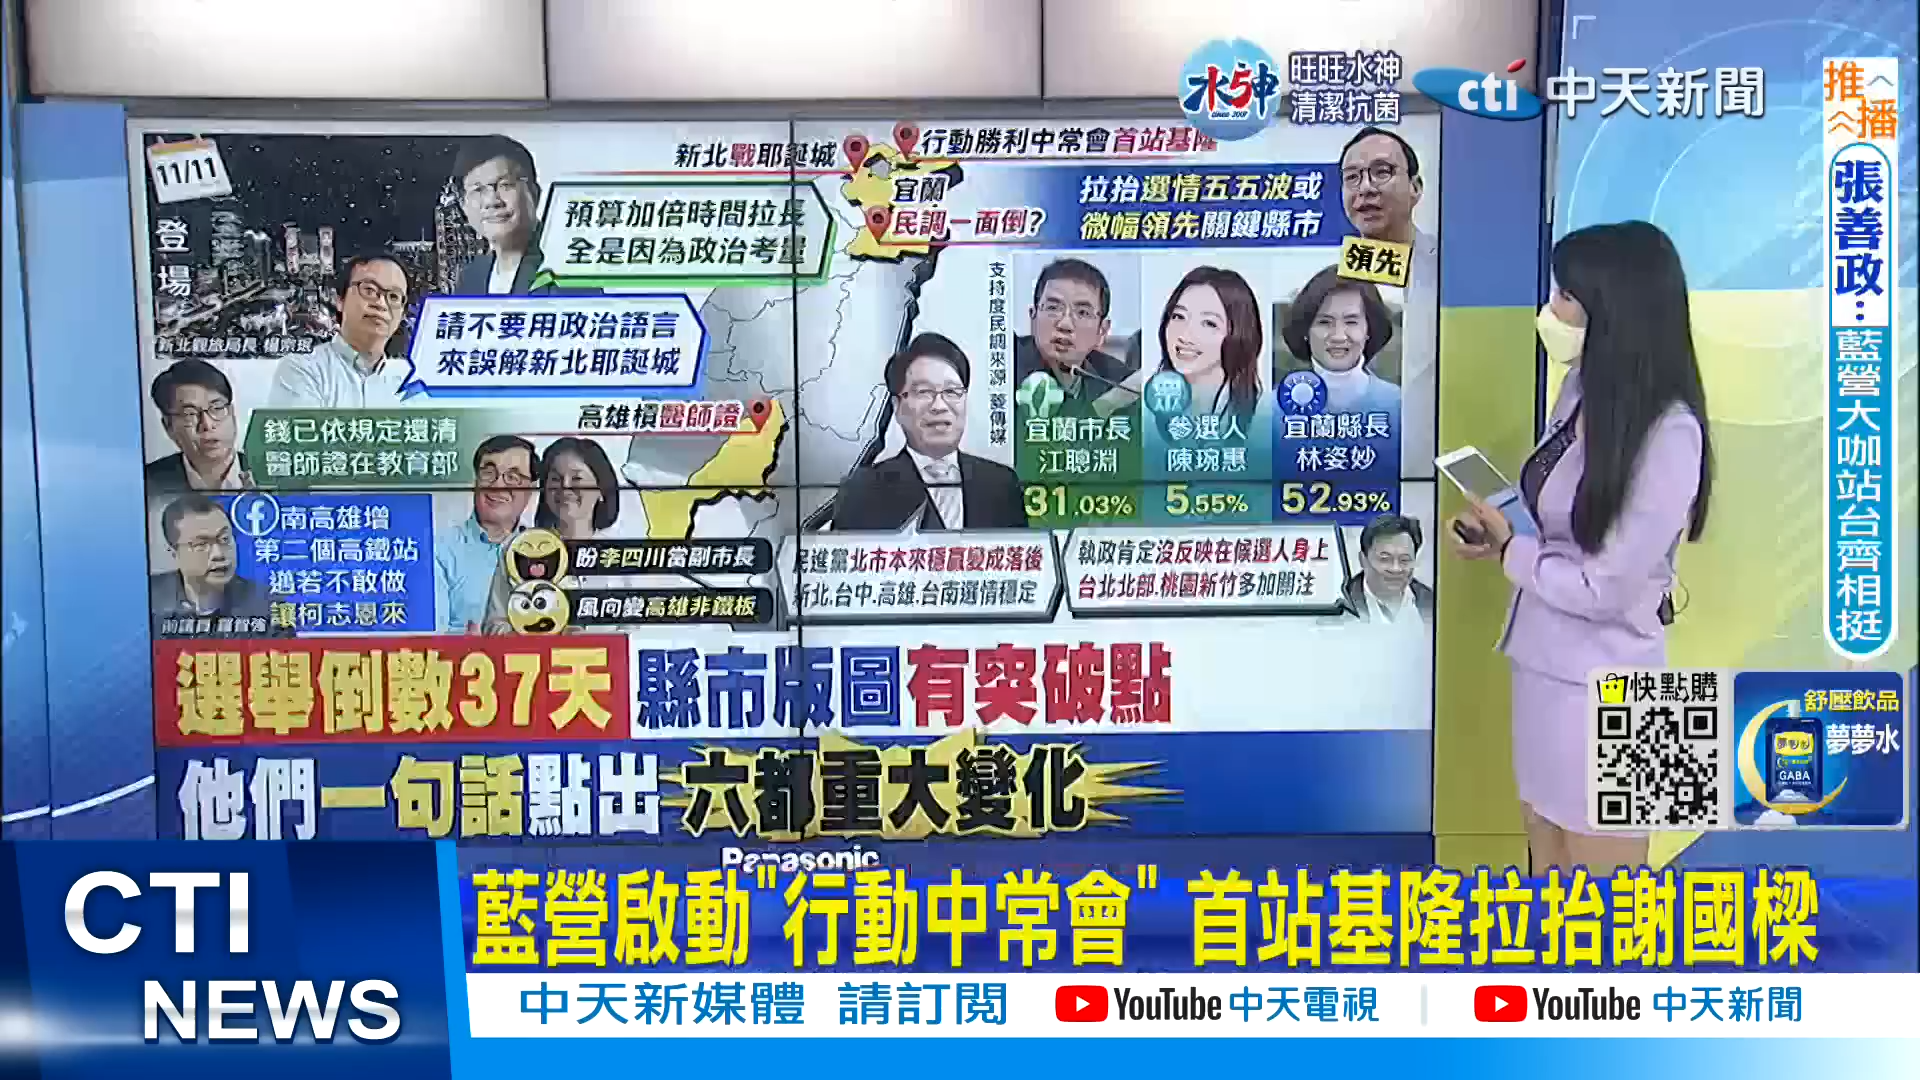 水神
since 2007
旺旺水神
清潔抗菌
cti 中天新聞
推播
張善政：藍營大咖站台齊相挺
11/11
登場
新北觀旅局長 楊宗珉
新北戰耶誕城
預算加倍時間拉長
全是因為政治考量
請不要用政治語言
來誤解新北耶誕城
錢已依規定還清
醫師證在教育部
高雄槓醫師證
南高雄增
第二個高鐵站
邁若不敢做
讓柯志恩來
前議員 羅智強
盼李四川當副市長
風向變高雄非鐵板
行動勝利中常會首站基隆
宜蘭
民調一面倒?
拉抬選情五五波或
微幅領先關鍵縣市
領先
支持度民調來源 菱傳媒
宜蘭市長
江聰淵
31.03%
參選人
陳琬惠
5.55%
宜蘭縣長
林姿妙
52.93%
民進黨北市本來穩贏變成落後
新北.台中.高雄.台南選情穩定
執政肯定沒反映在候選人身上
台北北部.桃園新竹多加關注
選舉倒數37天 縣市版圖有突破點
他們一句話點出 六都重大變化
Panasonic
快點購
舒壓飲品
夢夢水
GABA
CTI
NEWS
藍營啟動"行動中常會" 首站基隆拉抬謝國樑
中天新媒體 請訂閱 YouTube 中天電視 | YouTube 中天新聞